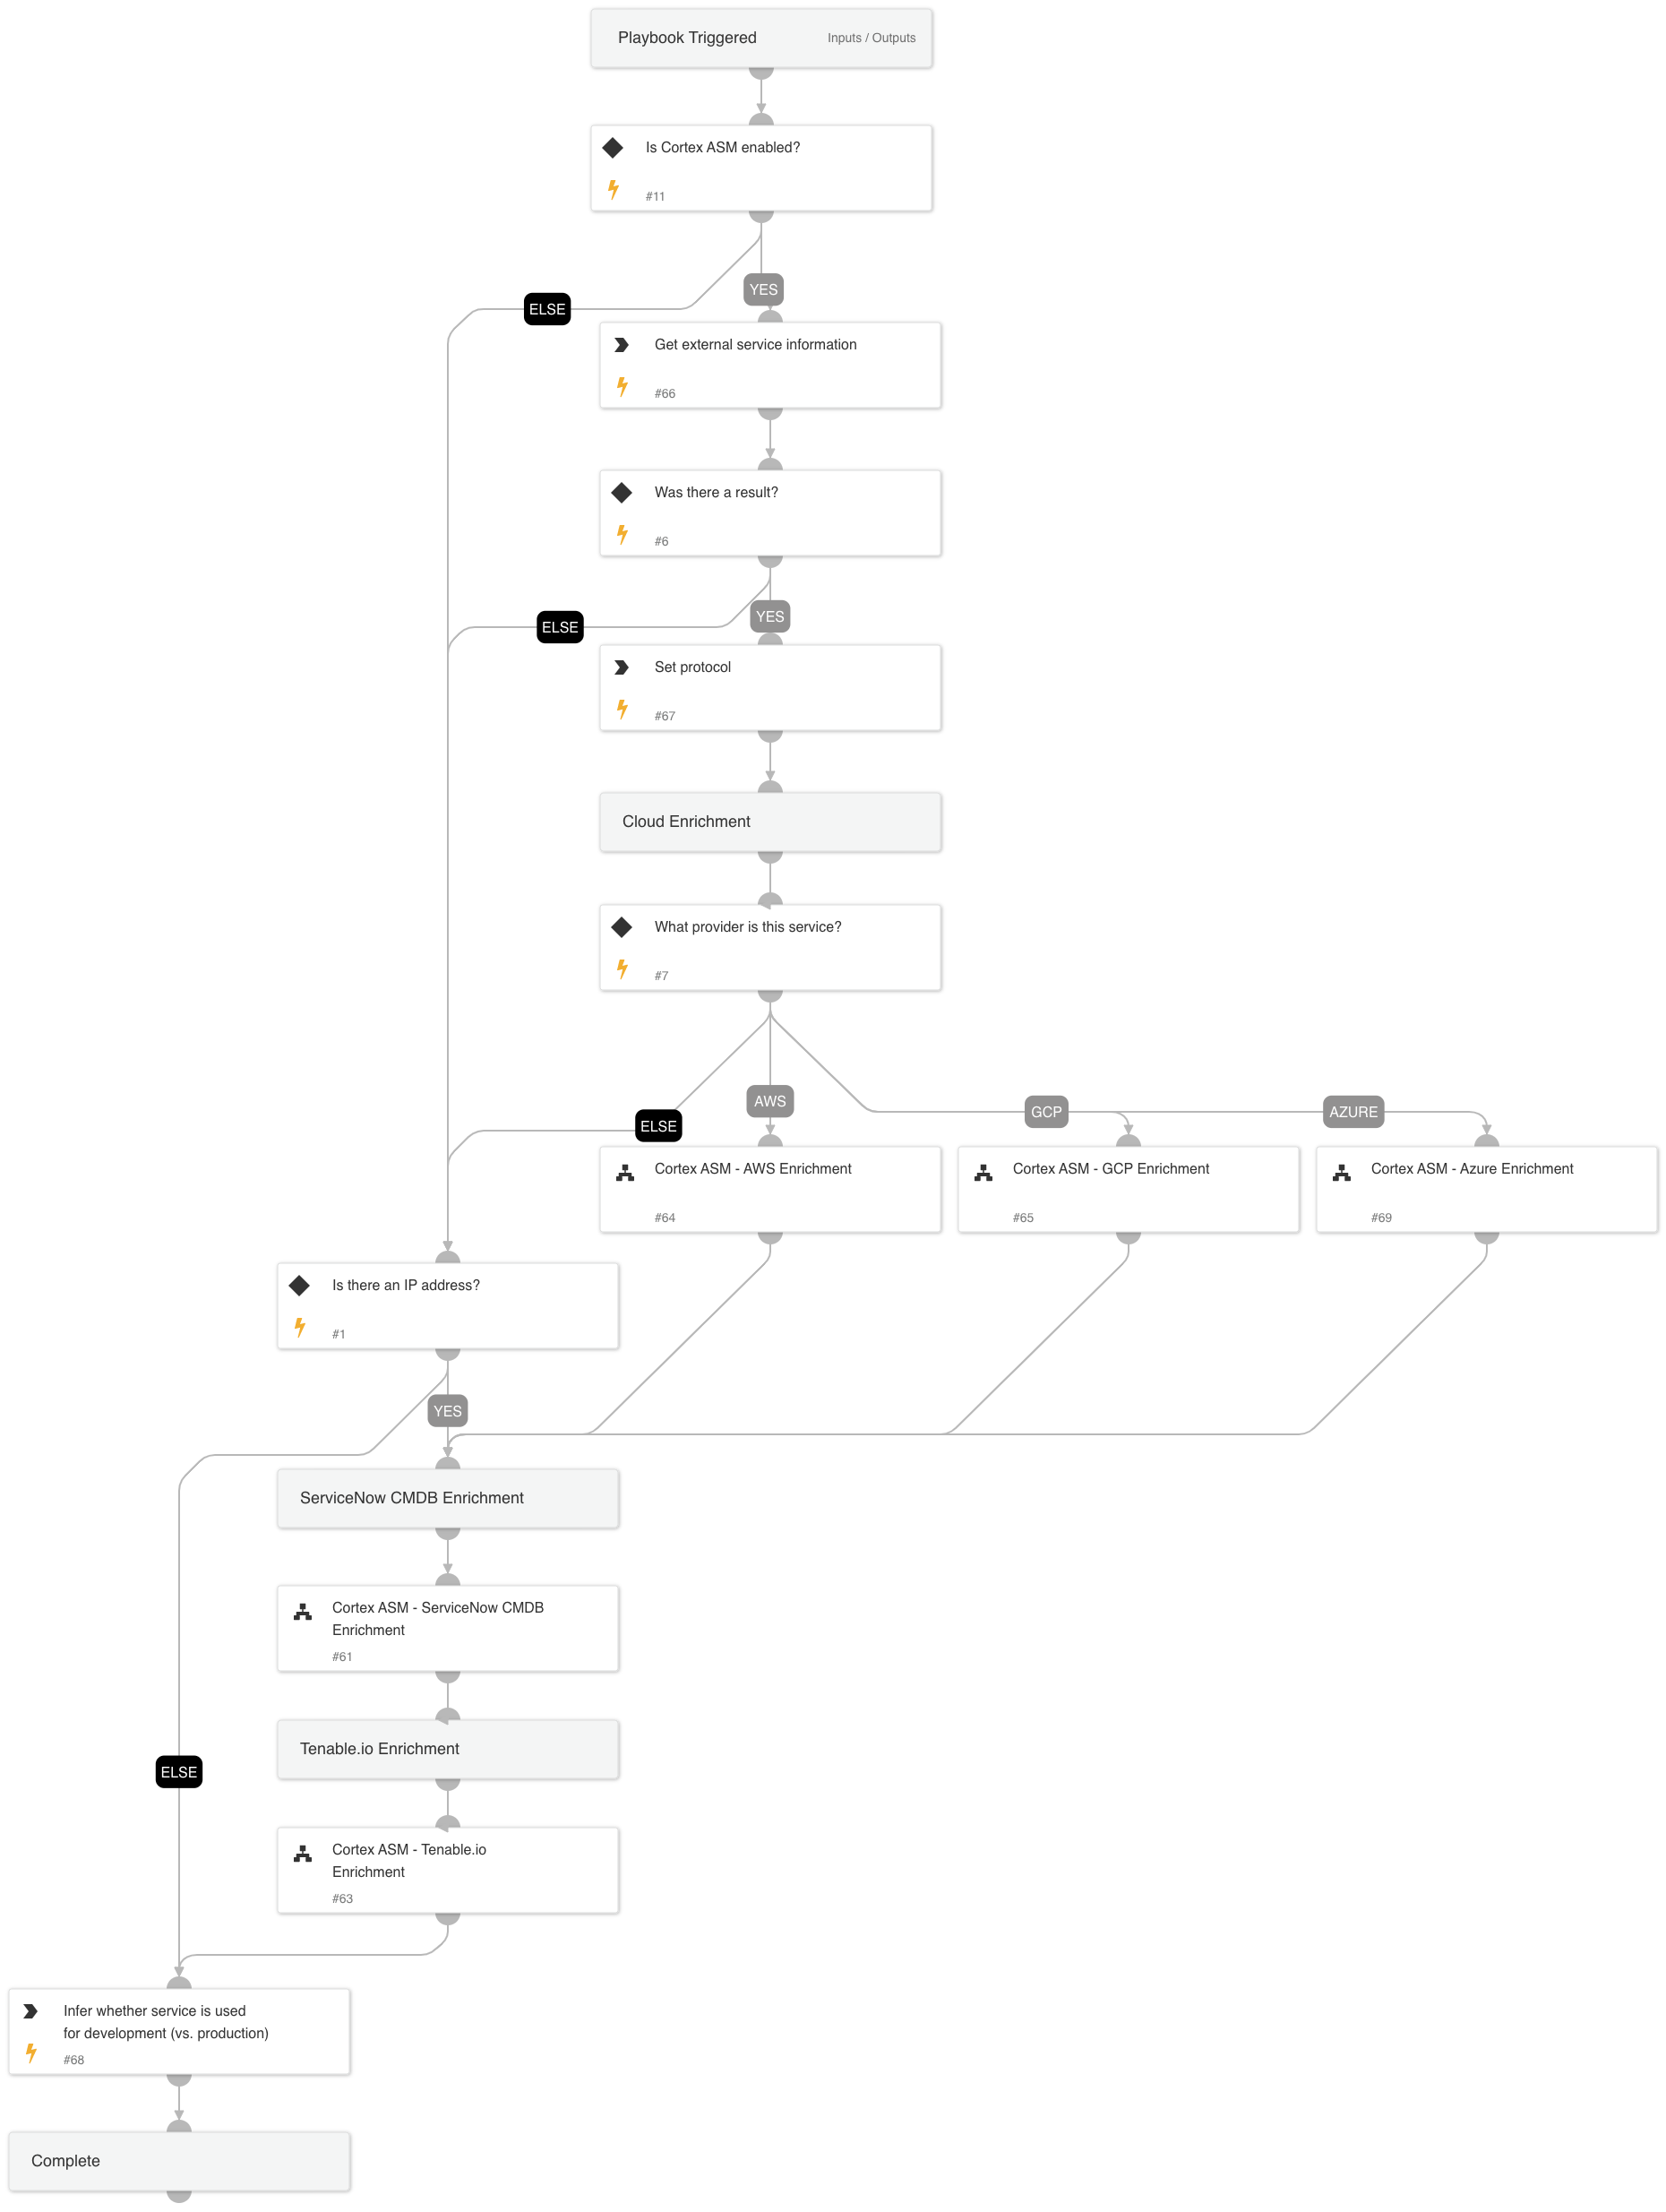 Playbook Triggered
Inputs / Outputs
Is Cortex ASM enabled?
#11
YES
ELSE
Get external service information
#66
Was there a result?
#6
YES
ELSE
Set protocol
#67
Cloud Enrichment
What provider is this service?
#7
AWS
GCP
AZURE
ELSE
Cortex ASM - AWS Enrichment
#64
Cortex ASM - GCP Enrichment
#65
Cortex ASM - Azure Enrichment
#69
Is there an IP address?
#1
YES
ServiceNow CMDB Enrichment
Cortex ASM - ServiceNow CMDB
Enrichment
#61
Tenable.io Enrichment
ELSE
Cortex ASM - Tenable.io
Enrichment
#63
Infer whether service is used
for development (vs. production)
#68
Complete